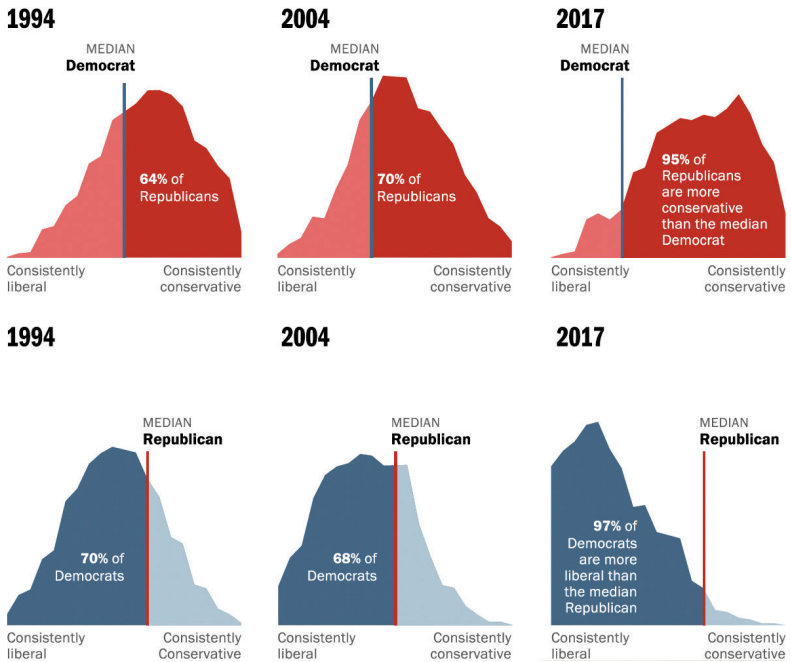 1994
MEDIAN
Democrat
64% of
Republicans
Consistently
liberal
Consistently
conservative
2004
MEDIAN
Democrat
70% of
Republicans
Consistently
liberal
Consistently
conservative
2017
MEDIAN
Democrat
95% of
Republicans
are more
conservative
than the median
Democrat
Consistently
liberal
Consistently
conservative
1994
MEDIAN
Republican
70% of
Democrats
Consistently
liberal
Consistently
Conservative
2004
MEDIAN
Republican
68% of
Democrats
Consistently
liberal
Consistently
conservative
2017
MEDIAN
Republican
97% of
Democrats
are more
liberal than
the median
Republican
Consistently
liberal
Consistently
conservative